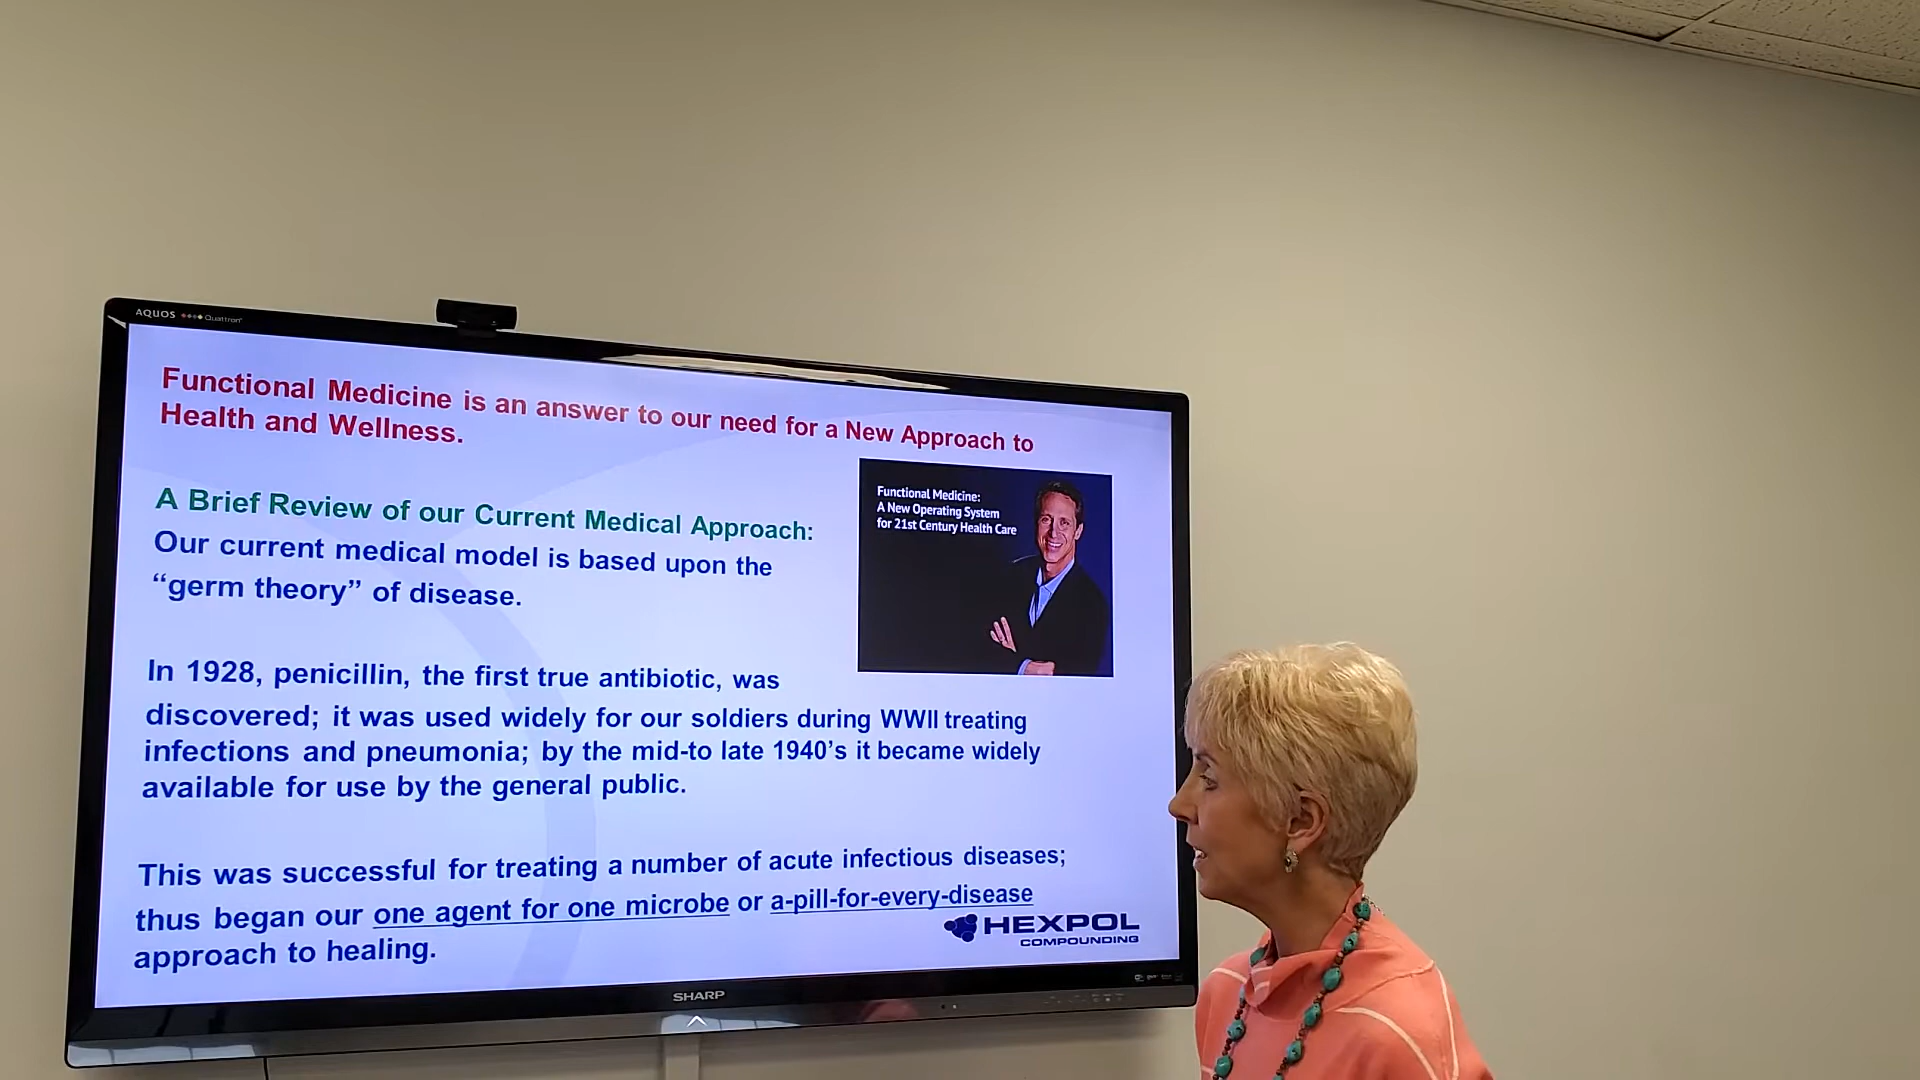 AQUOS Quattron
Functional Medicine is an answer to our need for a New Approach to
Health and Wellness.
A Brief Review of our Current Medical Approach:
Our current medical model is based upon the
“germ theory” of disease.
Functional Medicine:
A New Operating System
for 21st Century Health Care
In 1928, penicillin, the first true antibiotic, was
discovered; it was used widely for our soldiers during WWII treating
infections and pneumonia; by the mid-to late 1940’s it became widely
available for use by the general public.
This was successful for treating a number of acute infectious diseases;
thus began our one agent for one microbe or a-pill-for-every-disease
approach to healing.
HEXPOL
COMPOUNDING
SHARP